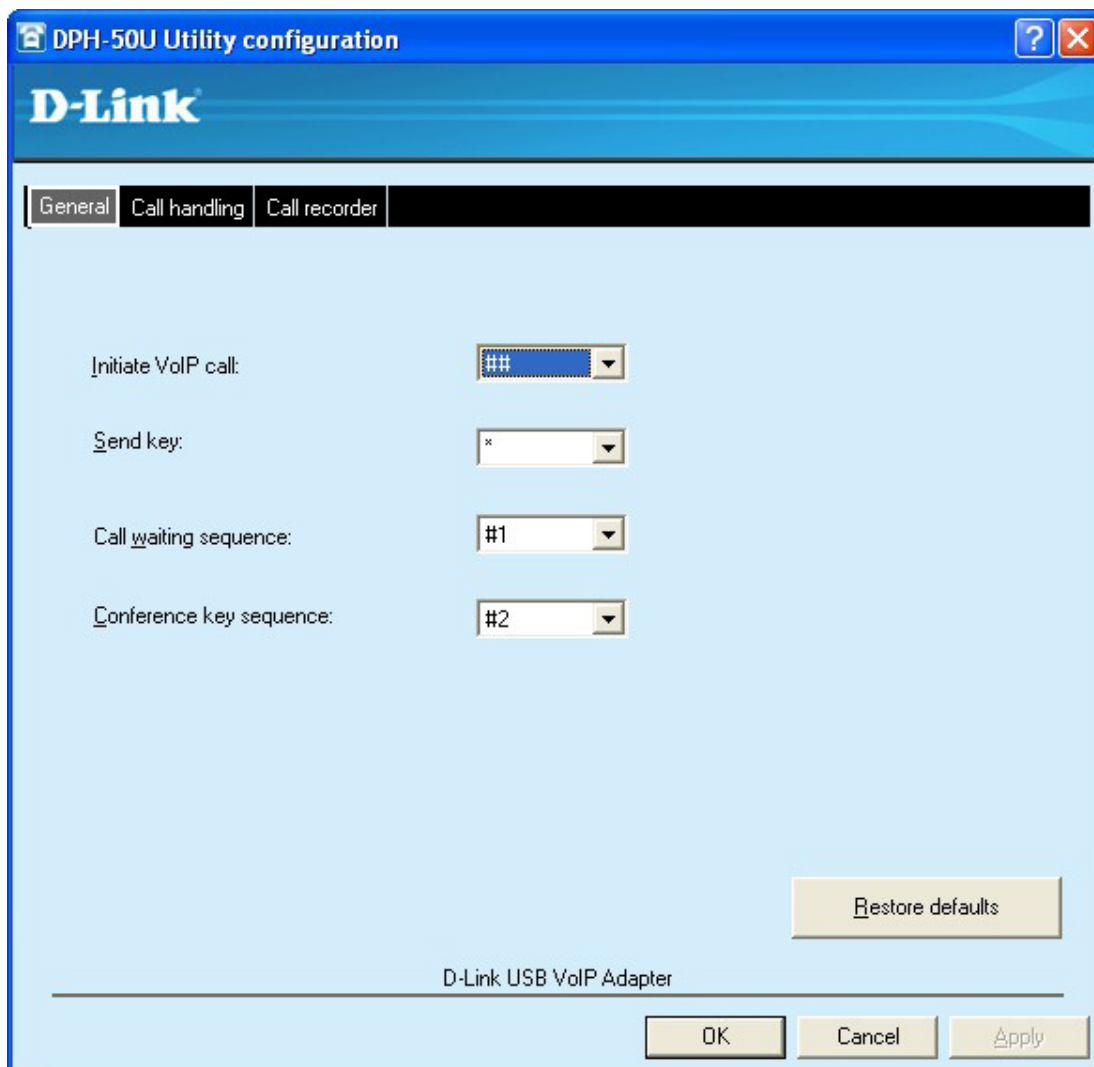 DPH-50U Utility configuration
D-Link
General Call handling Call recorder
Initiate VoIP call: ##
Send key: *
Call waiting sequence: #1
Conference key sequence: #2
Restore defaults
D-Link USB VoIP Adapter
OK Cancel Apply